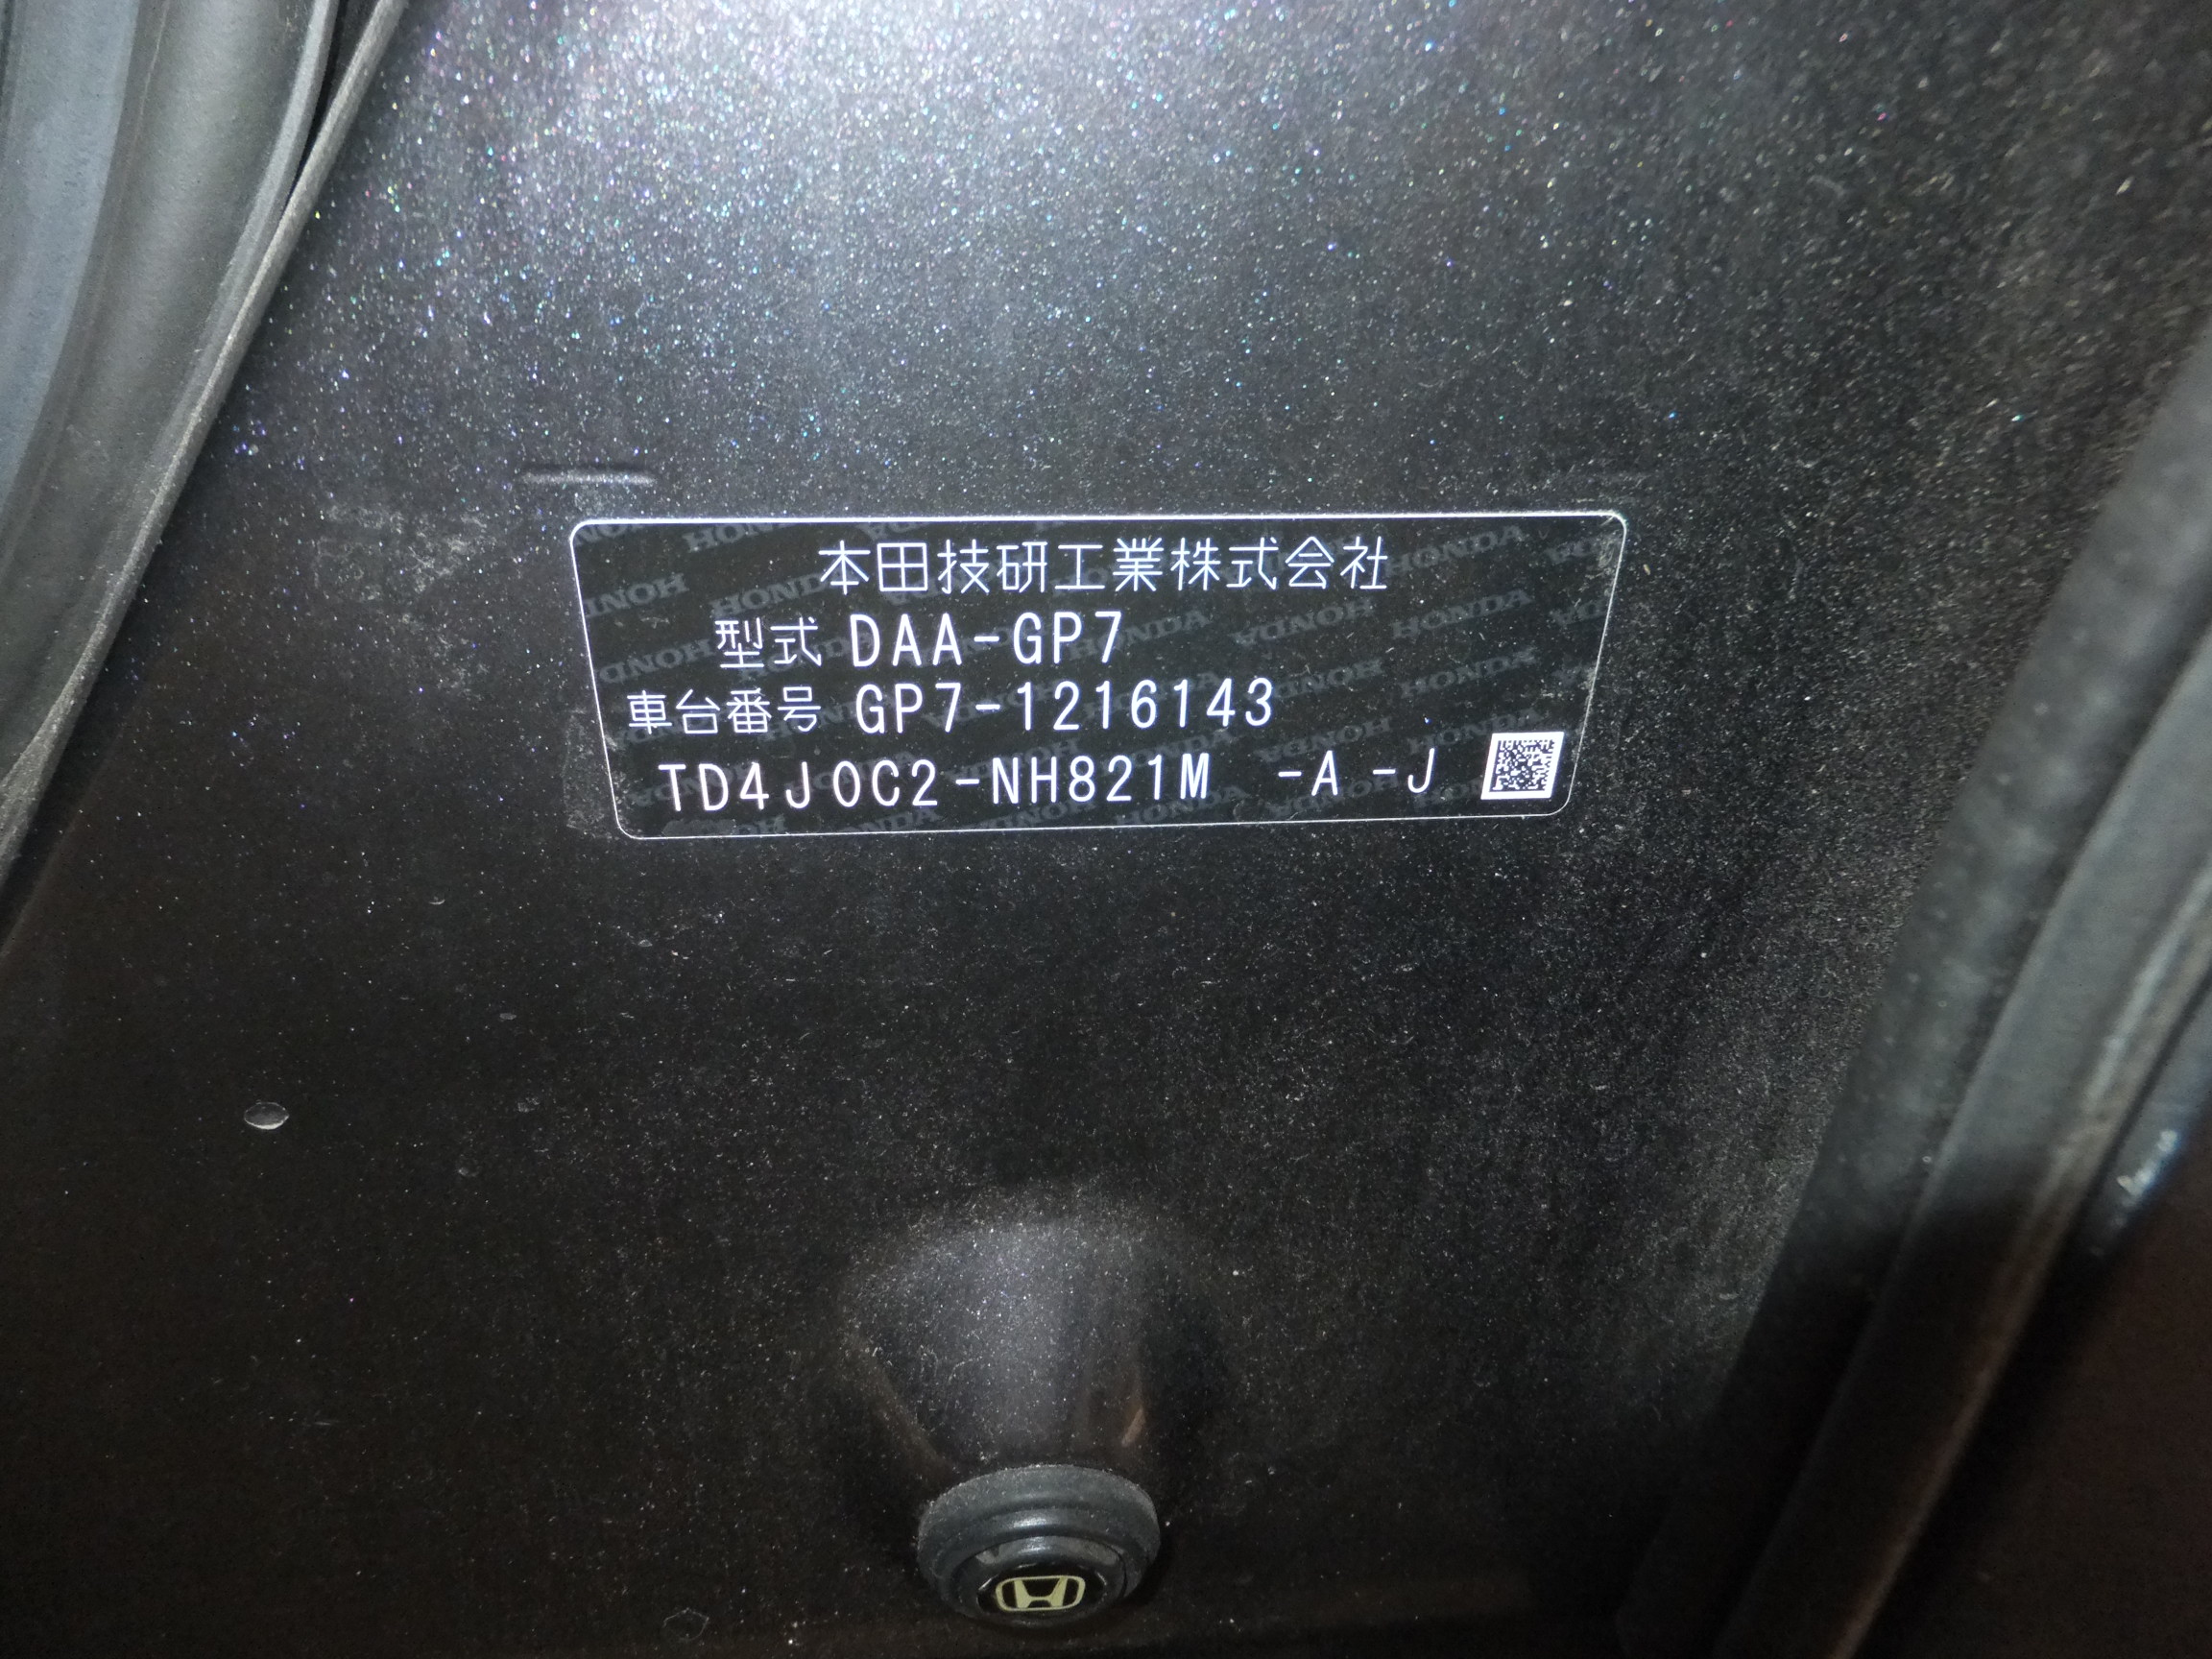 本田技研工業株式会社
型式 DAA-GP7
車台番号 GP7-1216143
TD4J0C2-NH821M -A -J